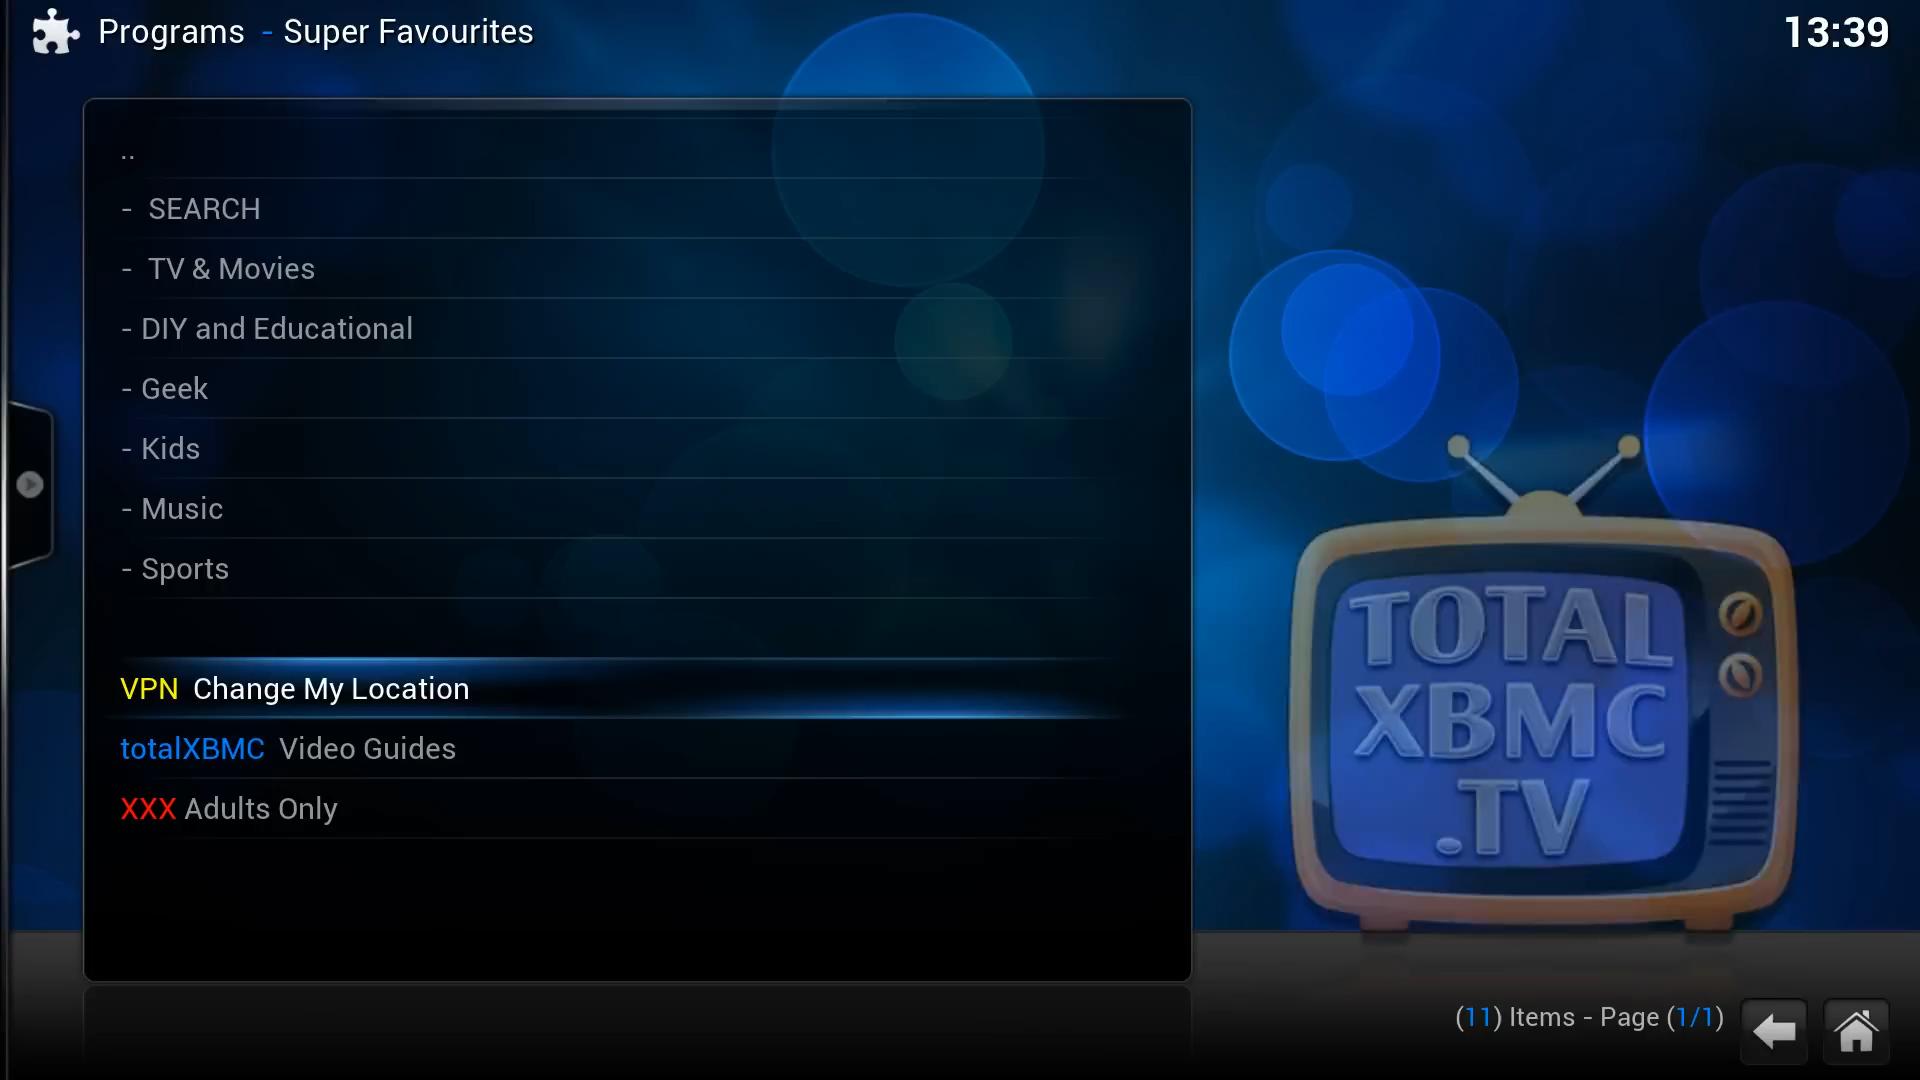 Programs - Super Favourites
13:39
..
- SEARCH
- TV & Movies
- DIY and Educational
- Geek
- Kids
- Music
- Sports
VPN Change My Location
totalXBMC Video Guides
XXX Adults Only
TOTAL
XBMC
.TV
(11) Items - Page (1/1)